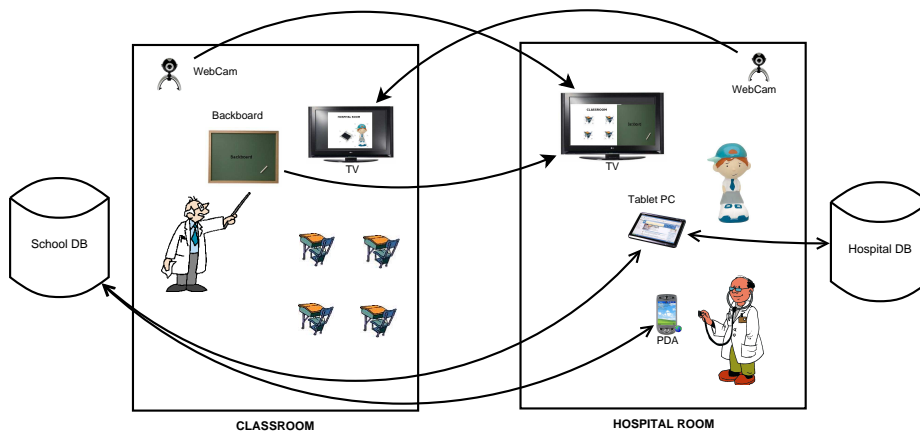 WebCam
Backboard
Backboard
HOSPITAL ROOM
TV
School DB
CLASSROOM
WebCam
CLASSROOM
TV
Tablet PC
Hospital DB
PDA
HOSPITAL ROOM